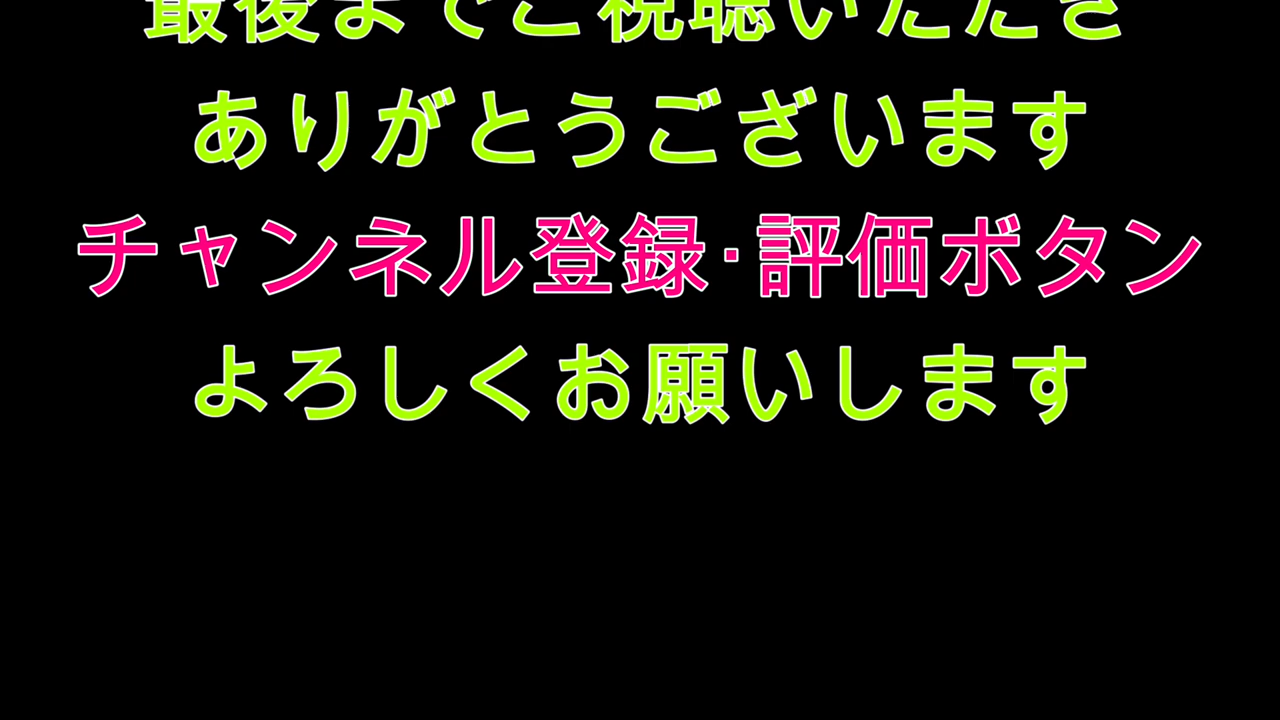 最後までご視聴いただき
ありがとうございます
チャンネル登録・評価ボタン
よろしくお願いします